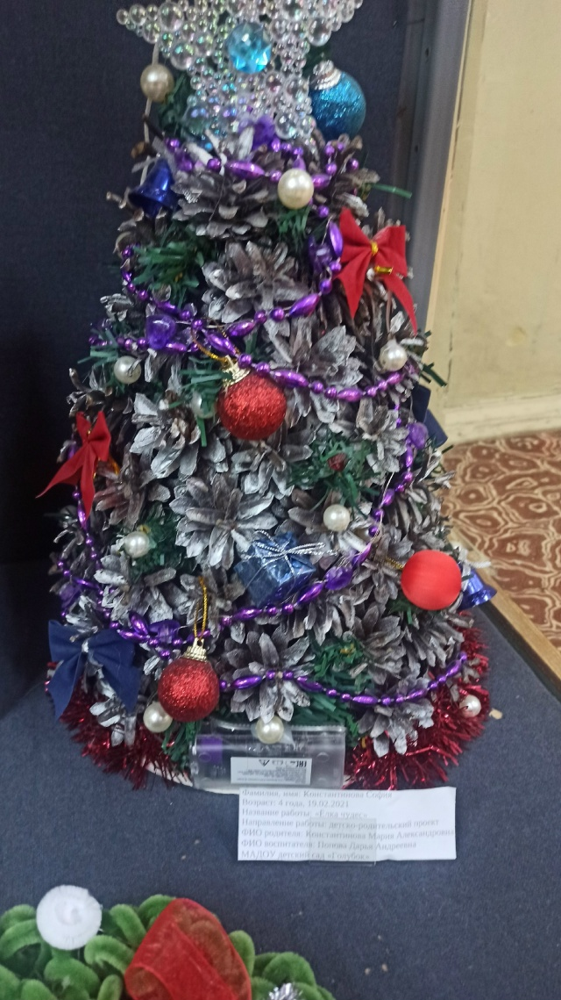 Фамилия, имя: Константинова София
Возраст: 4 года, 19.02.2021
Название работы: «Ёлка чудес»
Направление работы: детско-родительский проект
ФИО родителя: Константинова Мария Александровна
ФИО воспитателя: Попова Дарья Андреевна
МАДОУ детский сад «Голубок»